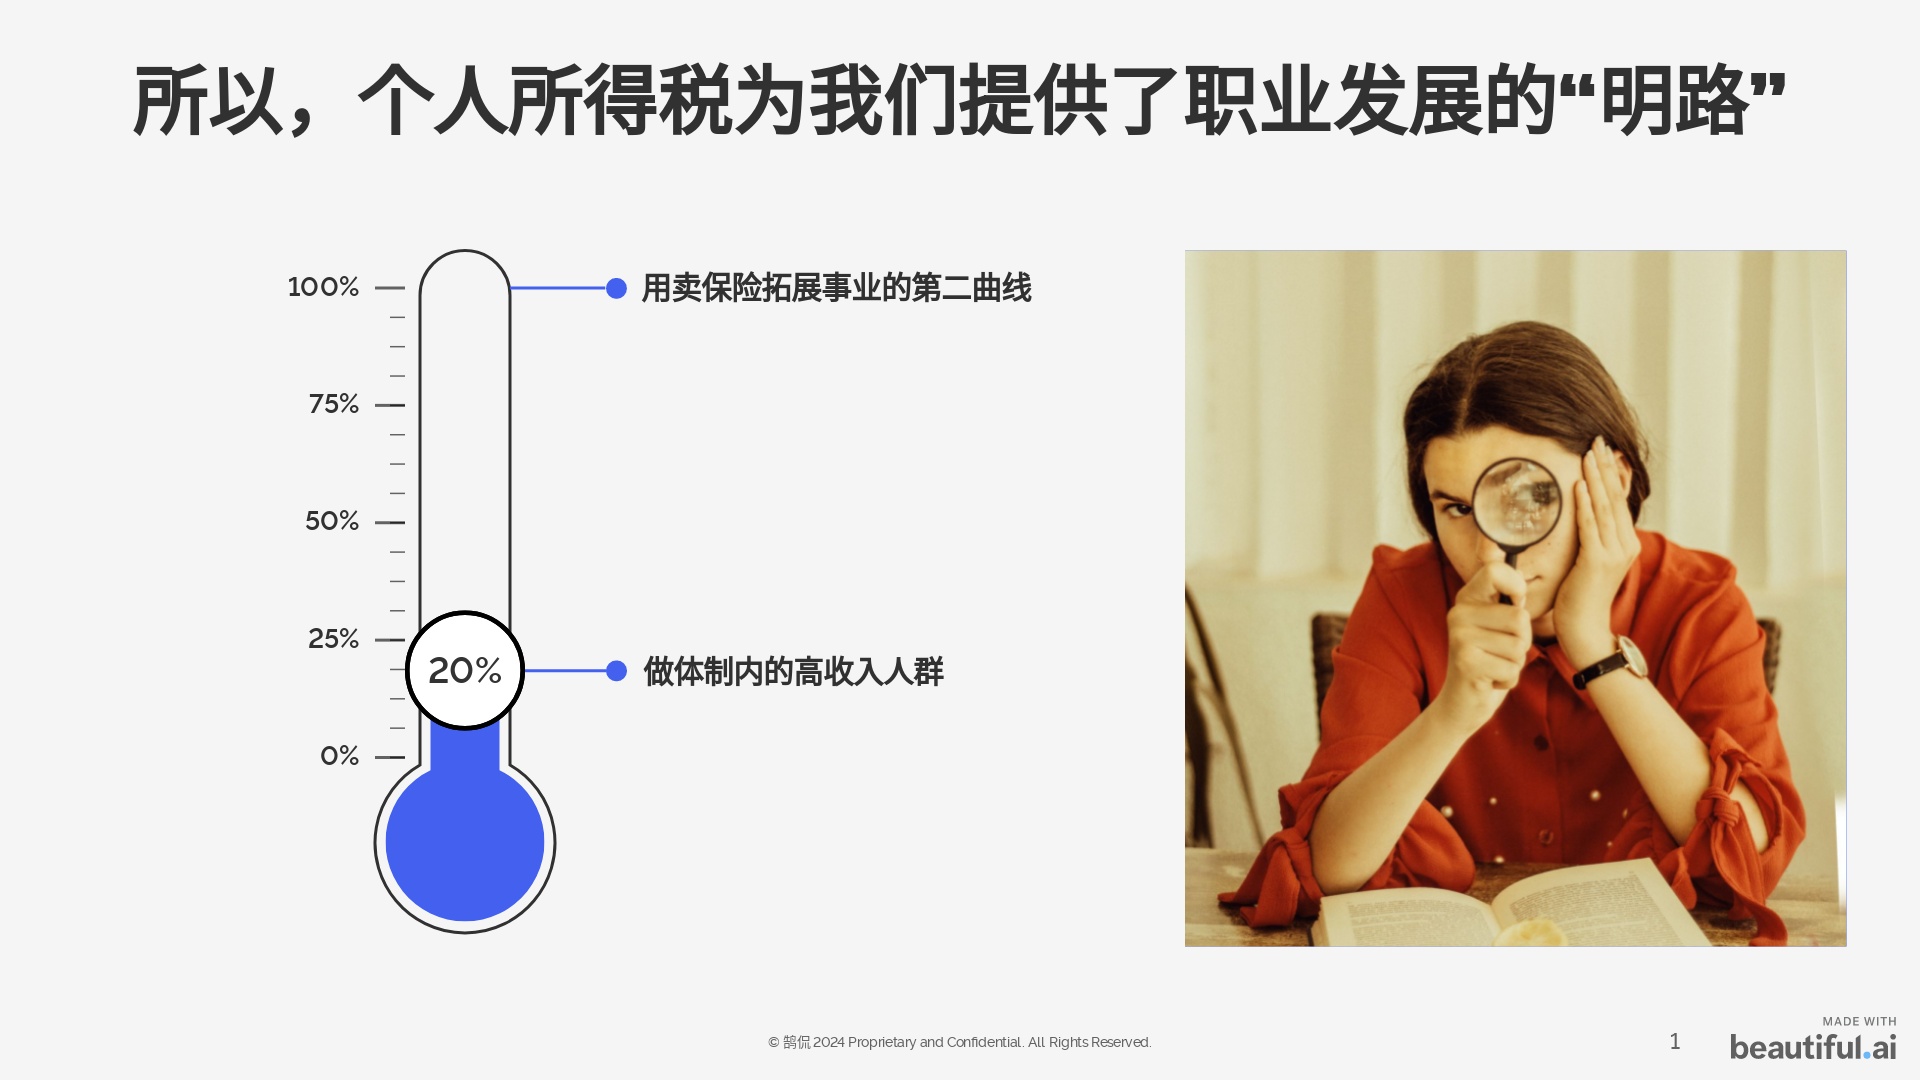 所以，个人所得税为我们提供了职业发展的“明路”
100%
用卖保险拓展事业的第二曲线
75%
50%
25%
20%
做体制内的高收入人群
0%
© 鹄侃 2024 Proprietary and Confidential. All Rights Reserved.
1
MADE WITH
beautiful.ai